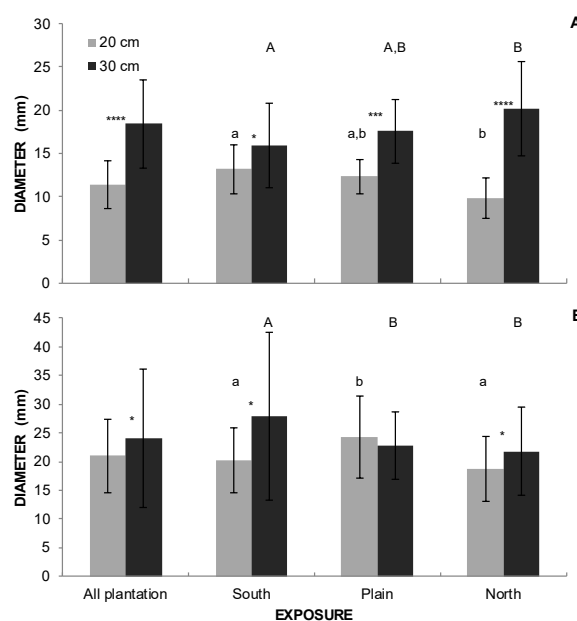 A
30
20 cm
30 cm
A
A,B
B
25
20
15
10
5
0
****
a
*
a,b
***
b
****
DIAMETER (mm)
45
40
35
30
25
20
15
10
5
0
A
B
B
a
b
a
*
*
*
DIAMETER (mm)
All plantation
South
Plain
North
EXPOSURE